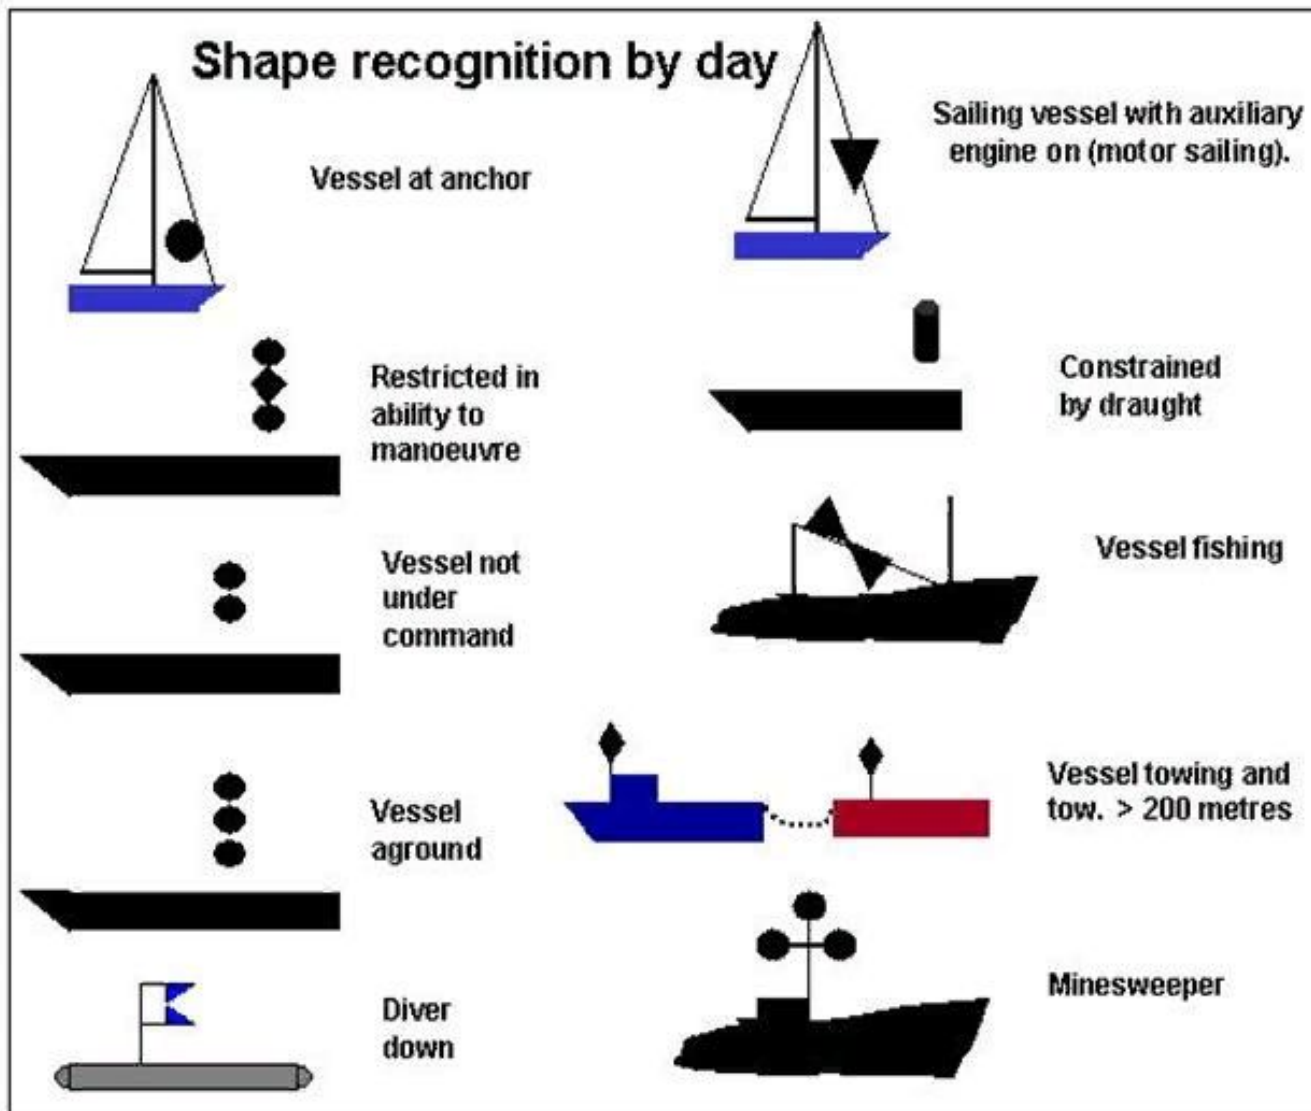 Shape recognition by day
Vessel at anchor
Sailing vessel with auxiliary
engine on (motor sailing).
Restricted in
ability to
manoeuvre
Constrained
by draught
Vessel not
under
command
Vessel fishing
Vessel
aground
Vessel towing and
tow. > 200 metres
Diver
down
Minesweeper